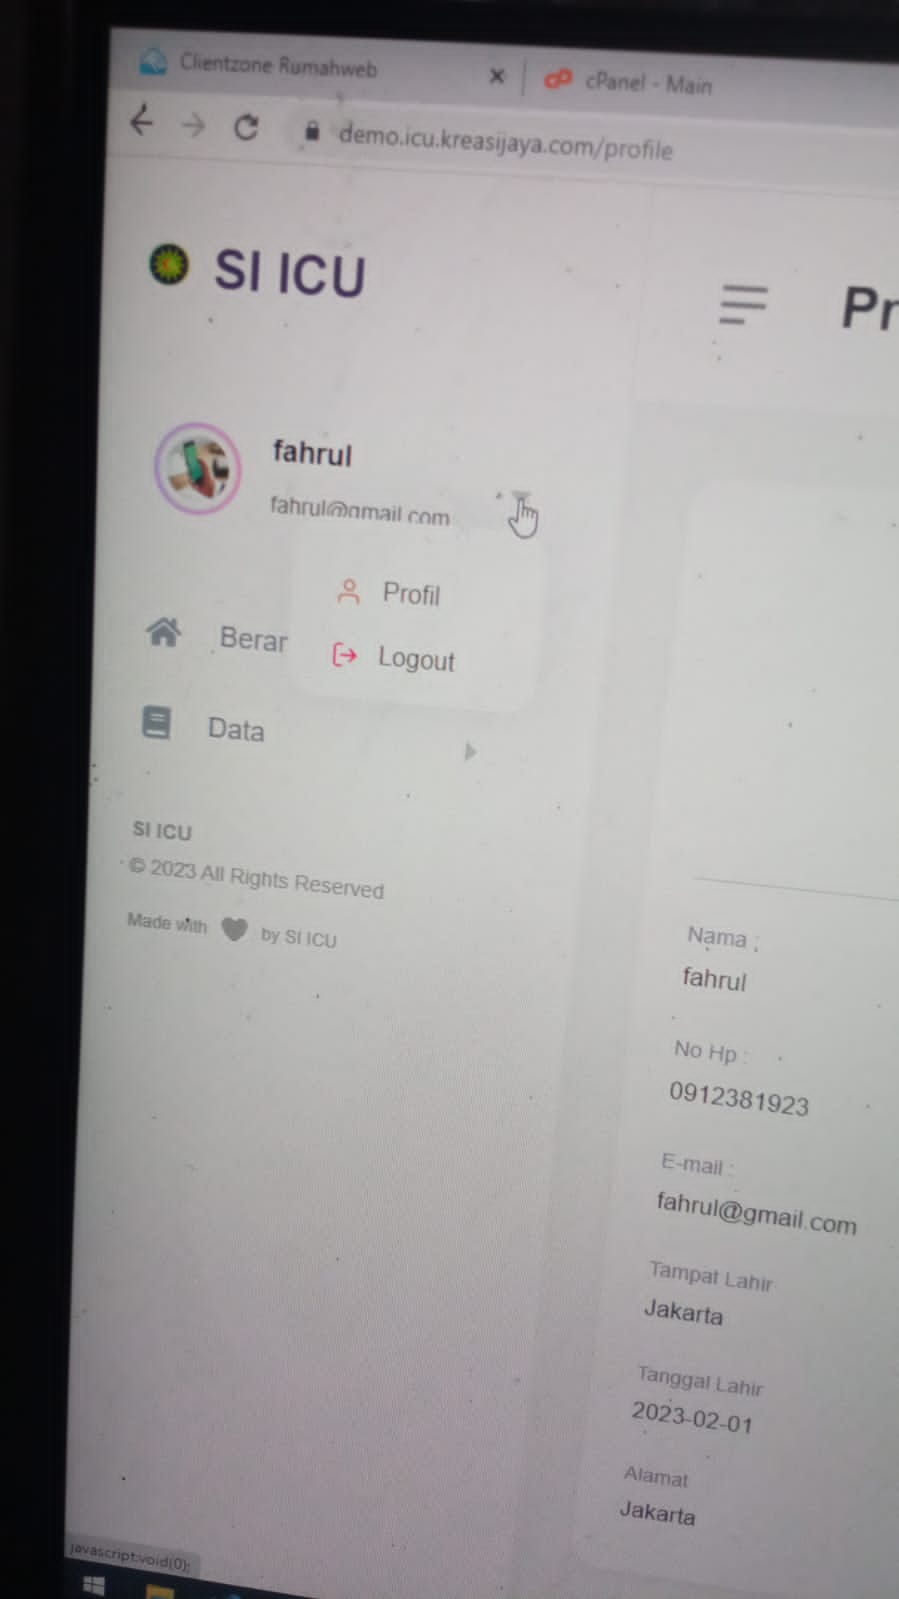 Clientzone Rumahweb
cPanel - Main
demo.icu.kreasijaya.com/profile
SI ICU
Pr
fahrul
fahrul@gmail.com
Profil
Logout
Berar
Data
SI ICU
© 2023 All Rights Reserved
Made with by SI ICU
Nama :
fahrul
No Hp :
0912381923
E-mail :
fahrul@gmail.com
Tampat Lahir
Jakarta
Tanggal Lahir
2023-02-01
Alamat
Jakarta
javascript:void(0);